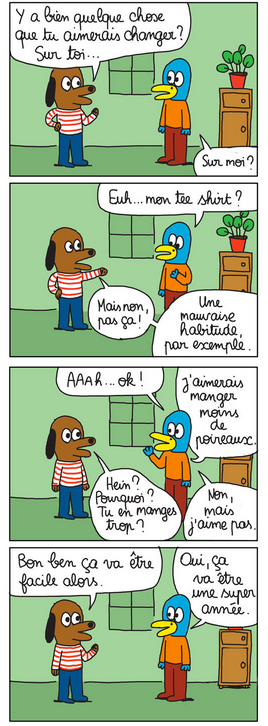 Y a bien quelque chose
que tu aimerais changer?
Sur toi...
Sur moi?
Euh...mon tee shirt?
Mais non,
pas ça!
Une
mauvaise
habitude,
par exemple.
AAAh...ok!
J'aimerais
manger
moins
de
poireaux.
Hein?
Pourquoi?
Tu en manges
trop?
Non,
mais
j'aime pas.
Bon ben ça va être
facile alors.
Oui, ça
va être
une super
année.